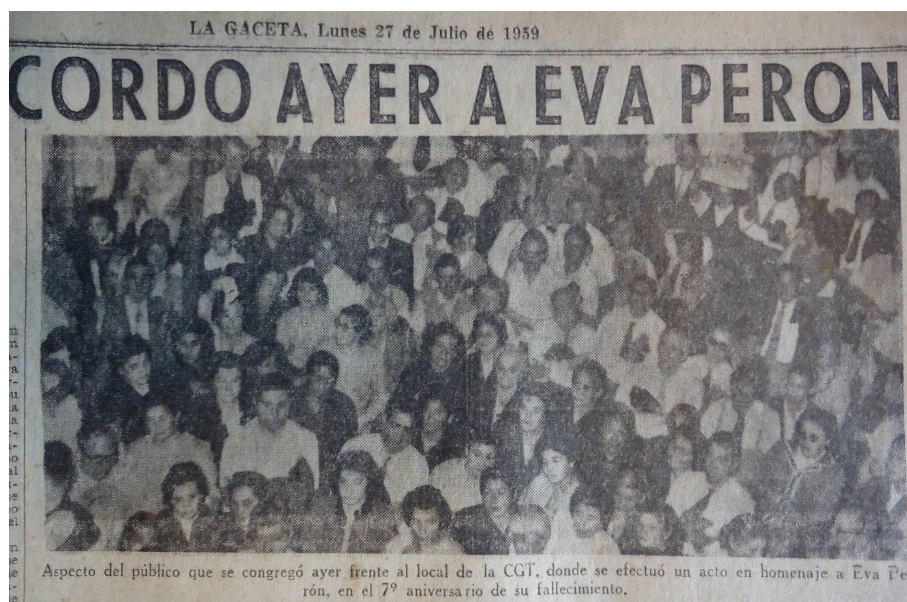 LA GACETA, Lunes 27 de Julio de 1959
CORDO AYER A EVA PERON
Aspecto del público que se congregó ayer frente al local de la CGT, donde se efectuó un acto en homenaje a Eva Pe-
rón, en el 7º aniversario de su fallecimiento.